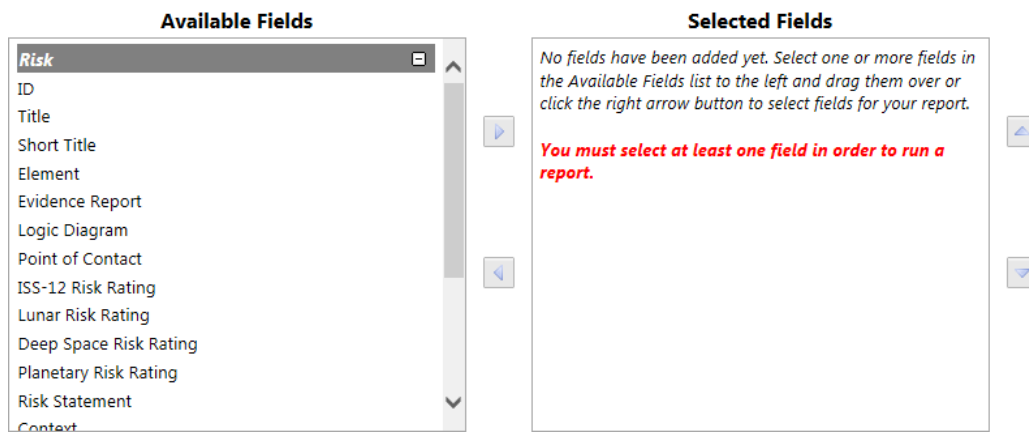 Available Fields
Risk
ID
Title
Short Title
Element
Evidence Report
Logic Diagram
Point of Contact
ISS-12 Risk Rating
Lunar Risk Rating
Deep Space Risk Rating
Planetary Risk Rating
Risk Statement
Context
Selected Fields
No fields have been added yet. Select one or more fields in
the Available Fields list to the left and drag them over or
click the right arrow button to select fields for your report.
You must select at least one field in order to run a
report.